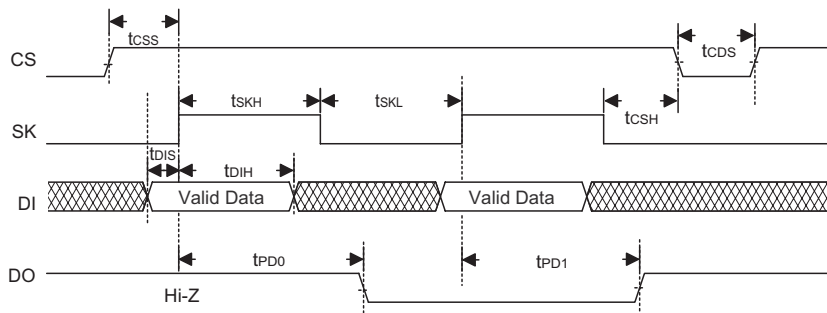 tCSS
CS
tCDS
tSKH
tSKL
SK
tCSH
tDIS
tDIH
DI
Valid Data
Valid Data
tPD0
tPD1
DO
Hi-Z